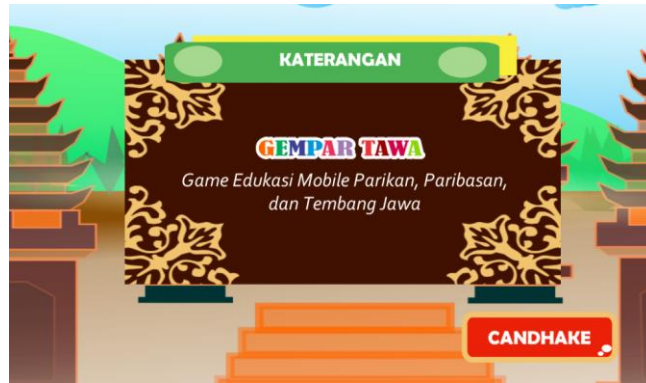 KATERANGAN
GEMPAR TAWA
Game Edukasi Mobile Parikan, Paribasan,
dan Tembang Jawa
CANDHAKE